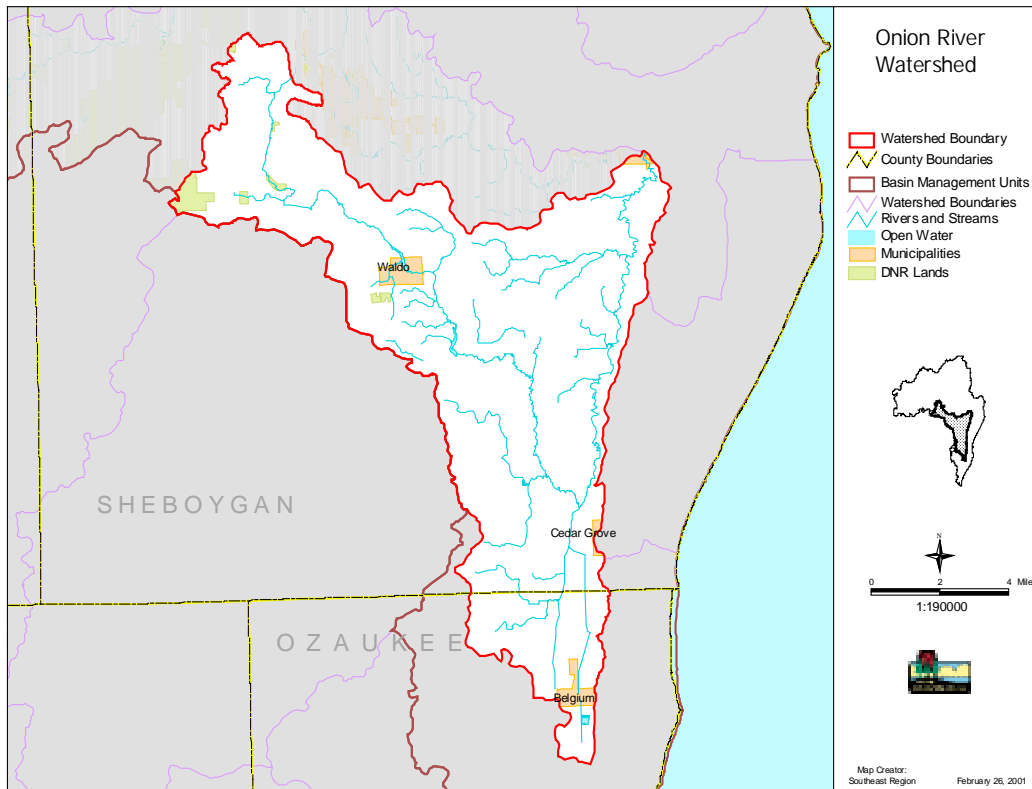 Onion River
Watershed
Watershed Boundary
County Boundaries
Basin Management Units
Watershed Boundaries
Rivers and Streams
Open Water
Municipalities
DNR Lands
Waldo
SHEBOYGAN
Cedar Grove
OZAUKEE
Belgium
N
0 2 4 Mile
1:190000
Map Creator:
Southeast Region February 26, 2001